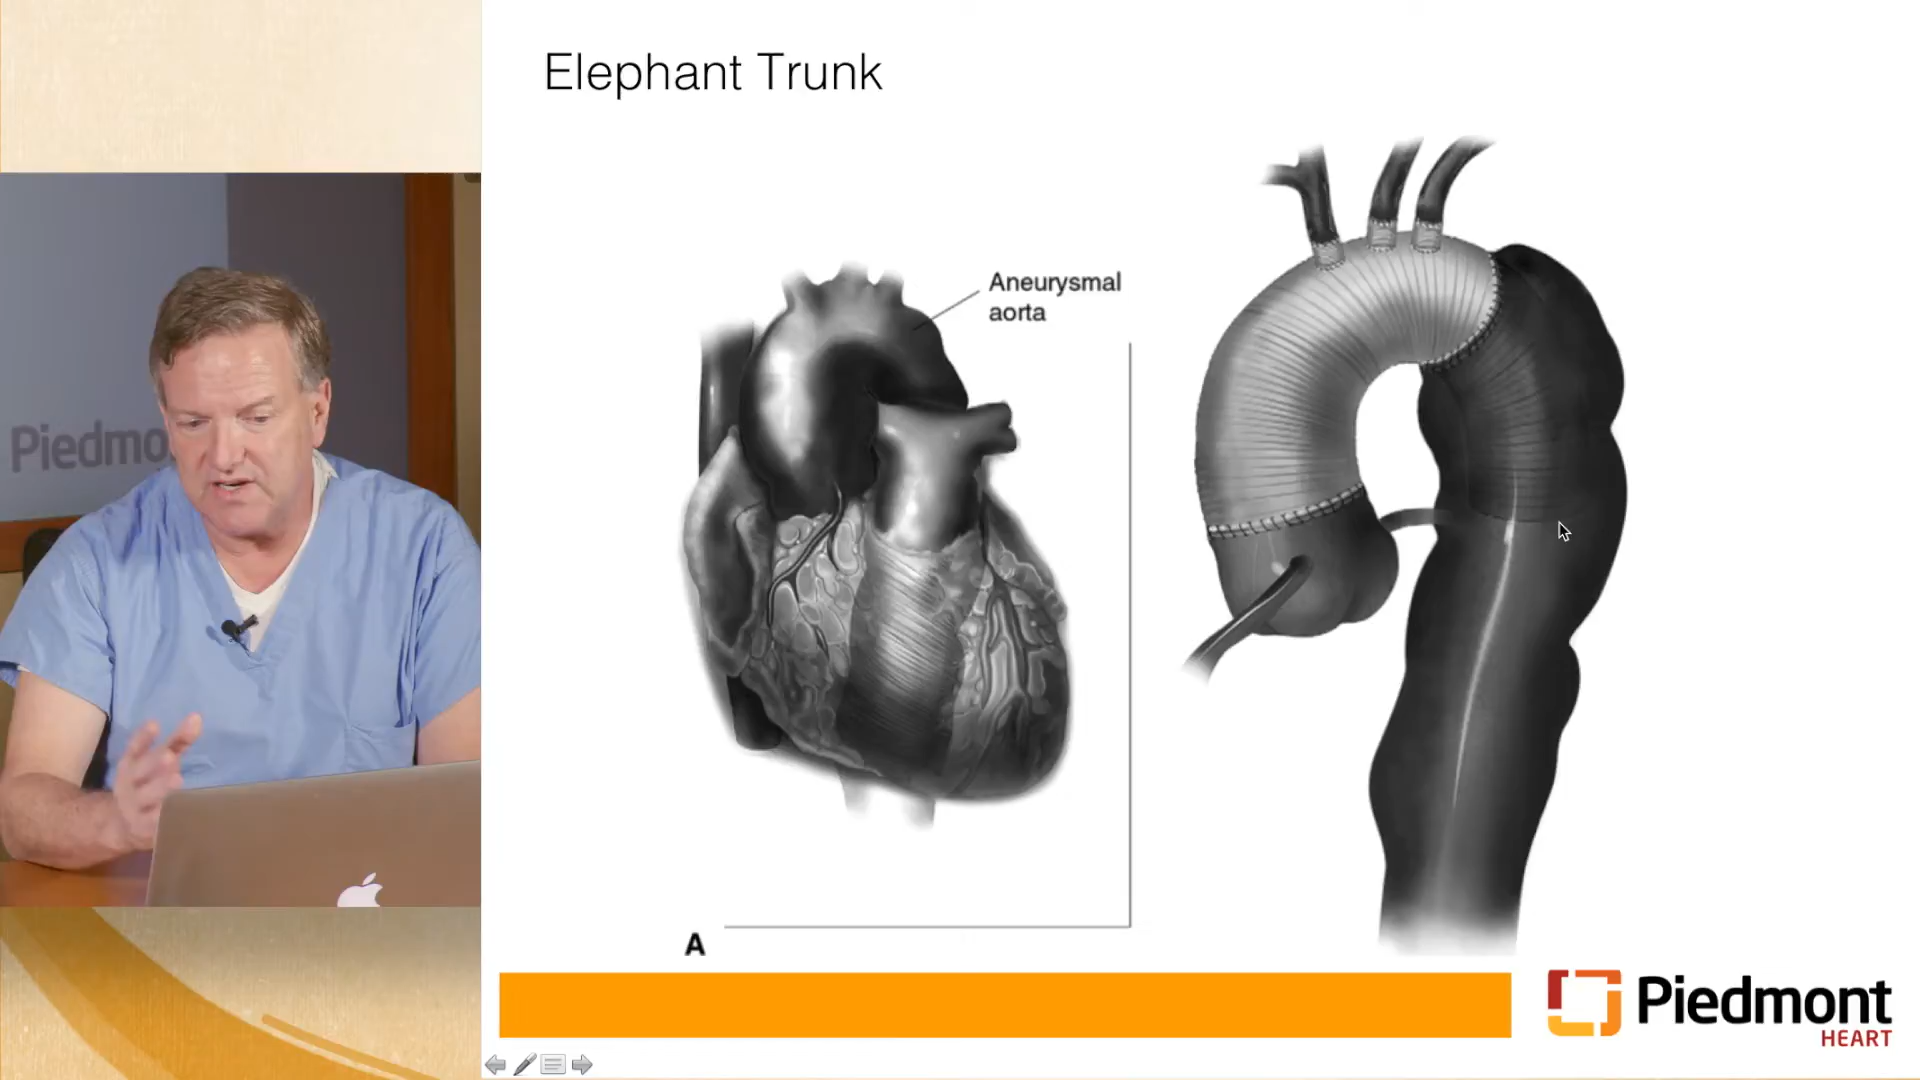 Elephant Trunk
Aneurysmal
aorta
Piedmo
A
Piedmont
HEART